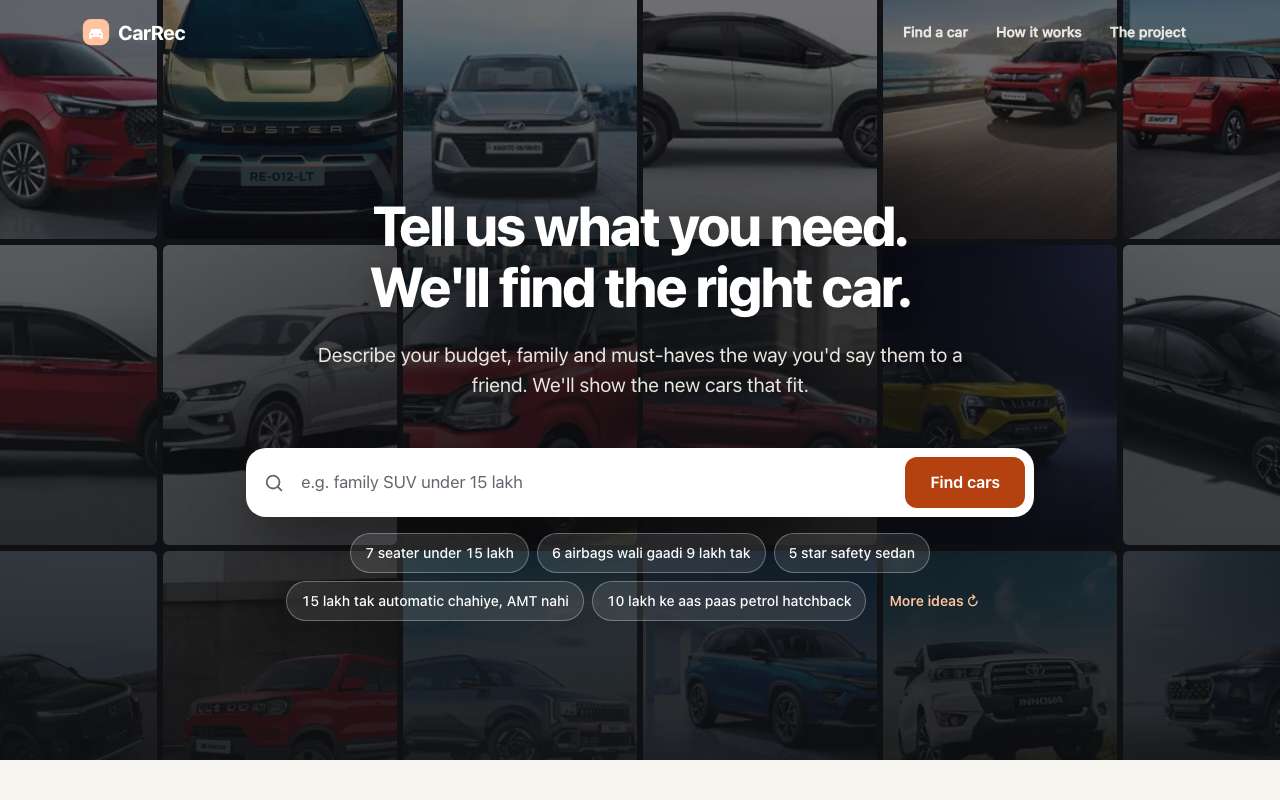 CarRec
Find a car
How it works
The project
DUSTER
RE-012-LT
SWIFT
Tell us what you need.
We'll find the right car.
Describe your budget, family and must-haves the way you'd say them to a
friend. We'll show the new cars that fit.
e.g. family SUV under 15 lakh
Find cars
7 seater under 15 lakh
6 airbags wali gaadi 9 lakh tak
5 star safety sedan
15 lakh tak automatic chahiye, AMT nahi
10 lakh ke aas paas petrol hatchback
More ideas
TOYOTA
INNOVA